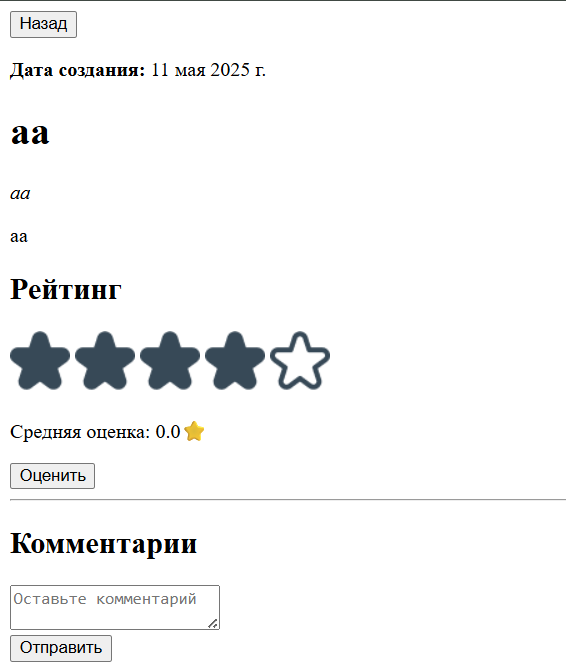 Назад
Дата создания: 11 мая 2025 г.
aa
aa
aa
Рейтинг
Средняя оценка: 0.0⭐
Оценить
Комментарии
Оставьте комментарий
Отправить